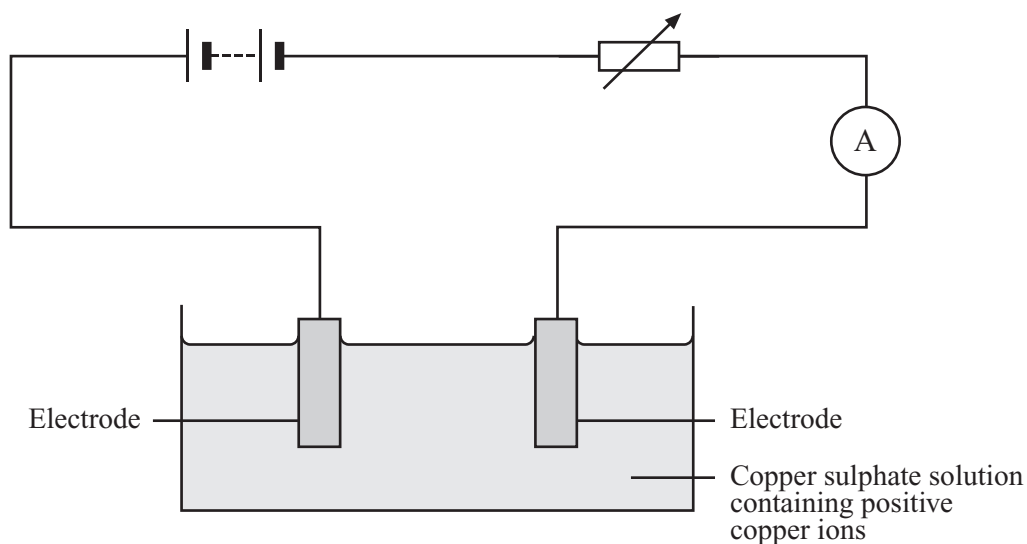 A
Electrode
Electrode
Copper sulphate solution
containing positive
copper ions